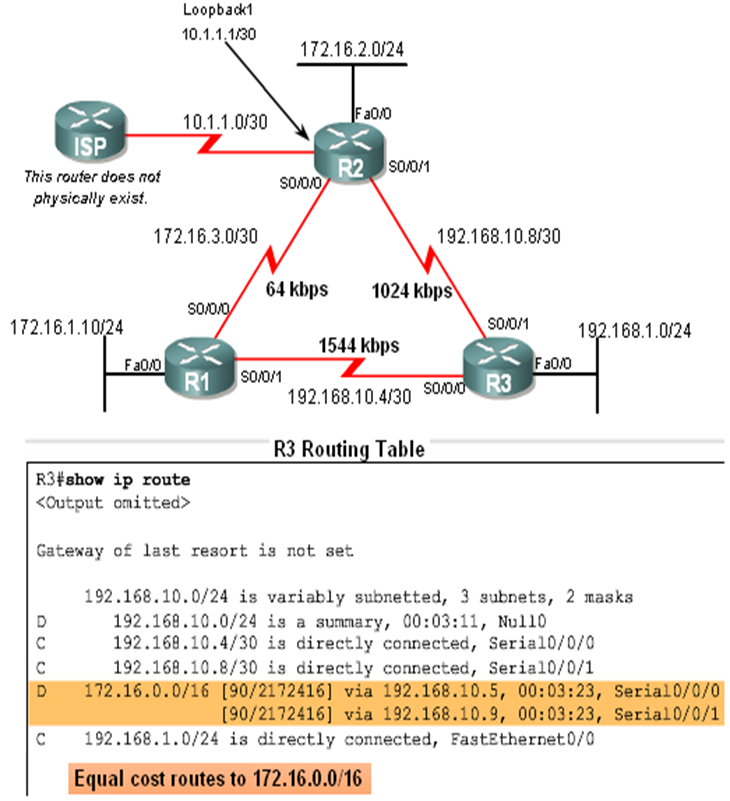 Loopback1
10.1.1.1/30
172.16.2.0/24
10.1.1.0/30
Fa0/0
ISP
R2
S0/0/1
This router does not
physically exist.
S0/0/0
172.16.3.0/30
192.168.10.8/30
64 kbps
1024 kbps
S0/0/0
S0/0/1
172.16.1.10/24
1544 kbps
192.168.1.0/24
Fa0/0
R1
S0/0/1
192.168.10.4/30
S0/0/0
R3
Fa0/0
R3 Routing Table
R3#show ip route
<Output omitted>
Gateway of last resort is not set
192.168.10.0/24 is variably subnetted, 3 subnets, 2 masks
D 192.168.10.0/24 is a summary, 00:03:11, Null0
C 192.168.10.4/30 is directly connected, Serial0/0/0
C 192.168.10.8/30 is directly connected, Serial0/0/1
D 172.16.0.0/16 [90/2172416] via 192.168.10.5, 00:03:23, Serial0/0/0
[90/2172416] via 192.168.10.9, 00:03:23, Serial0/0/1
C 192.168.1.0/24 is directly connected, FastEthernet0/0
Equal cost routes to 172.16.0.0/16